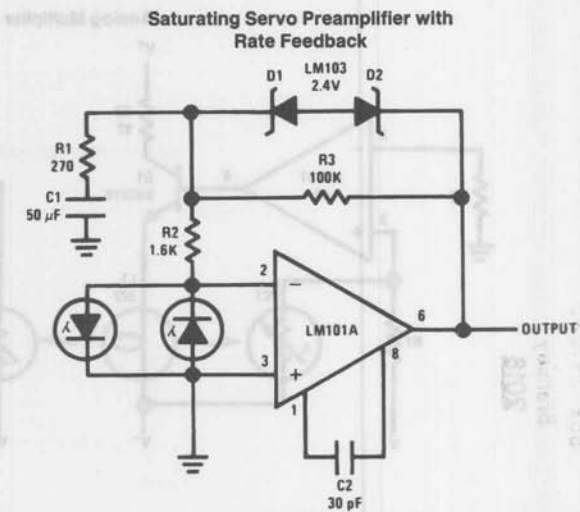 Saturating Servo Preamplifier with
Rate Feedback
D1
LM103
2.4V
D2
R1
270
R3
100K
C1
50 µF
R2
1.6K
2
−
LM101A
6
OUTPUT
8
3
+
1
C2
30 pF